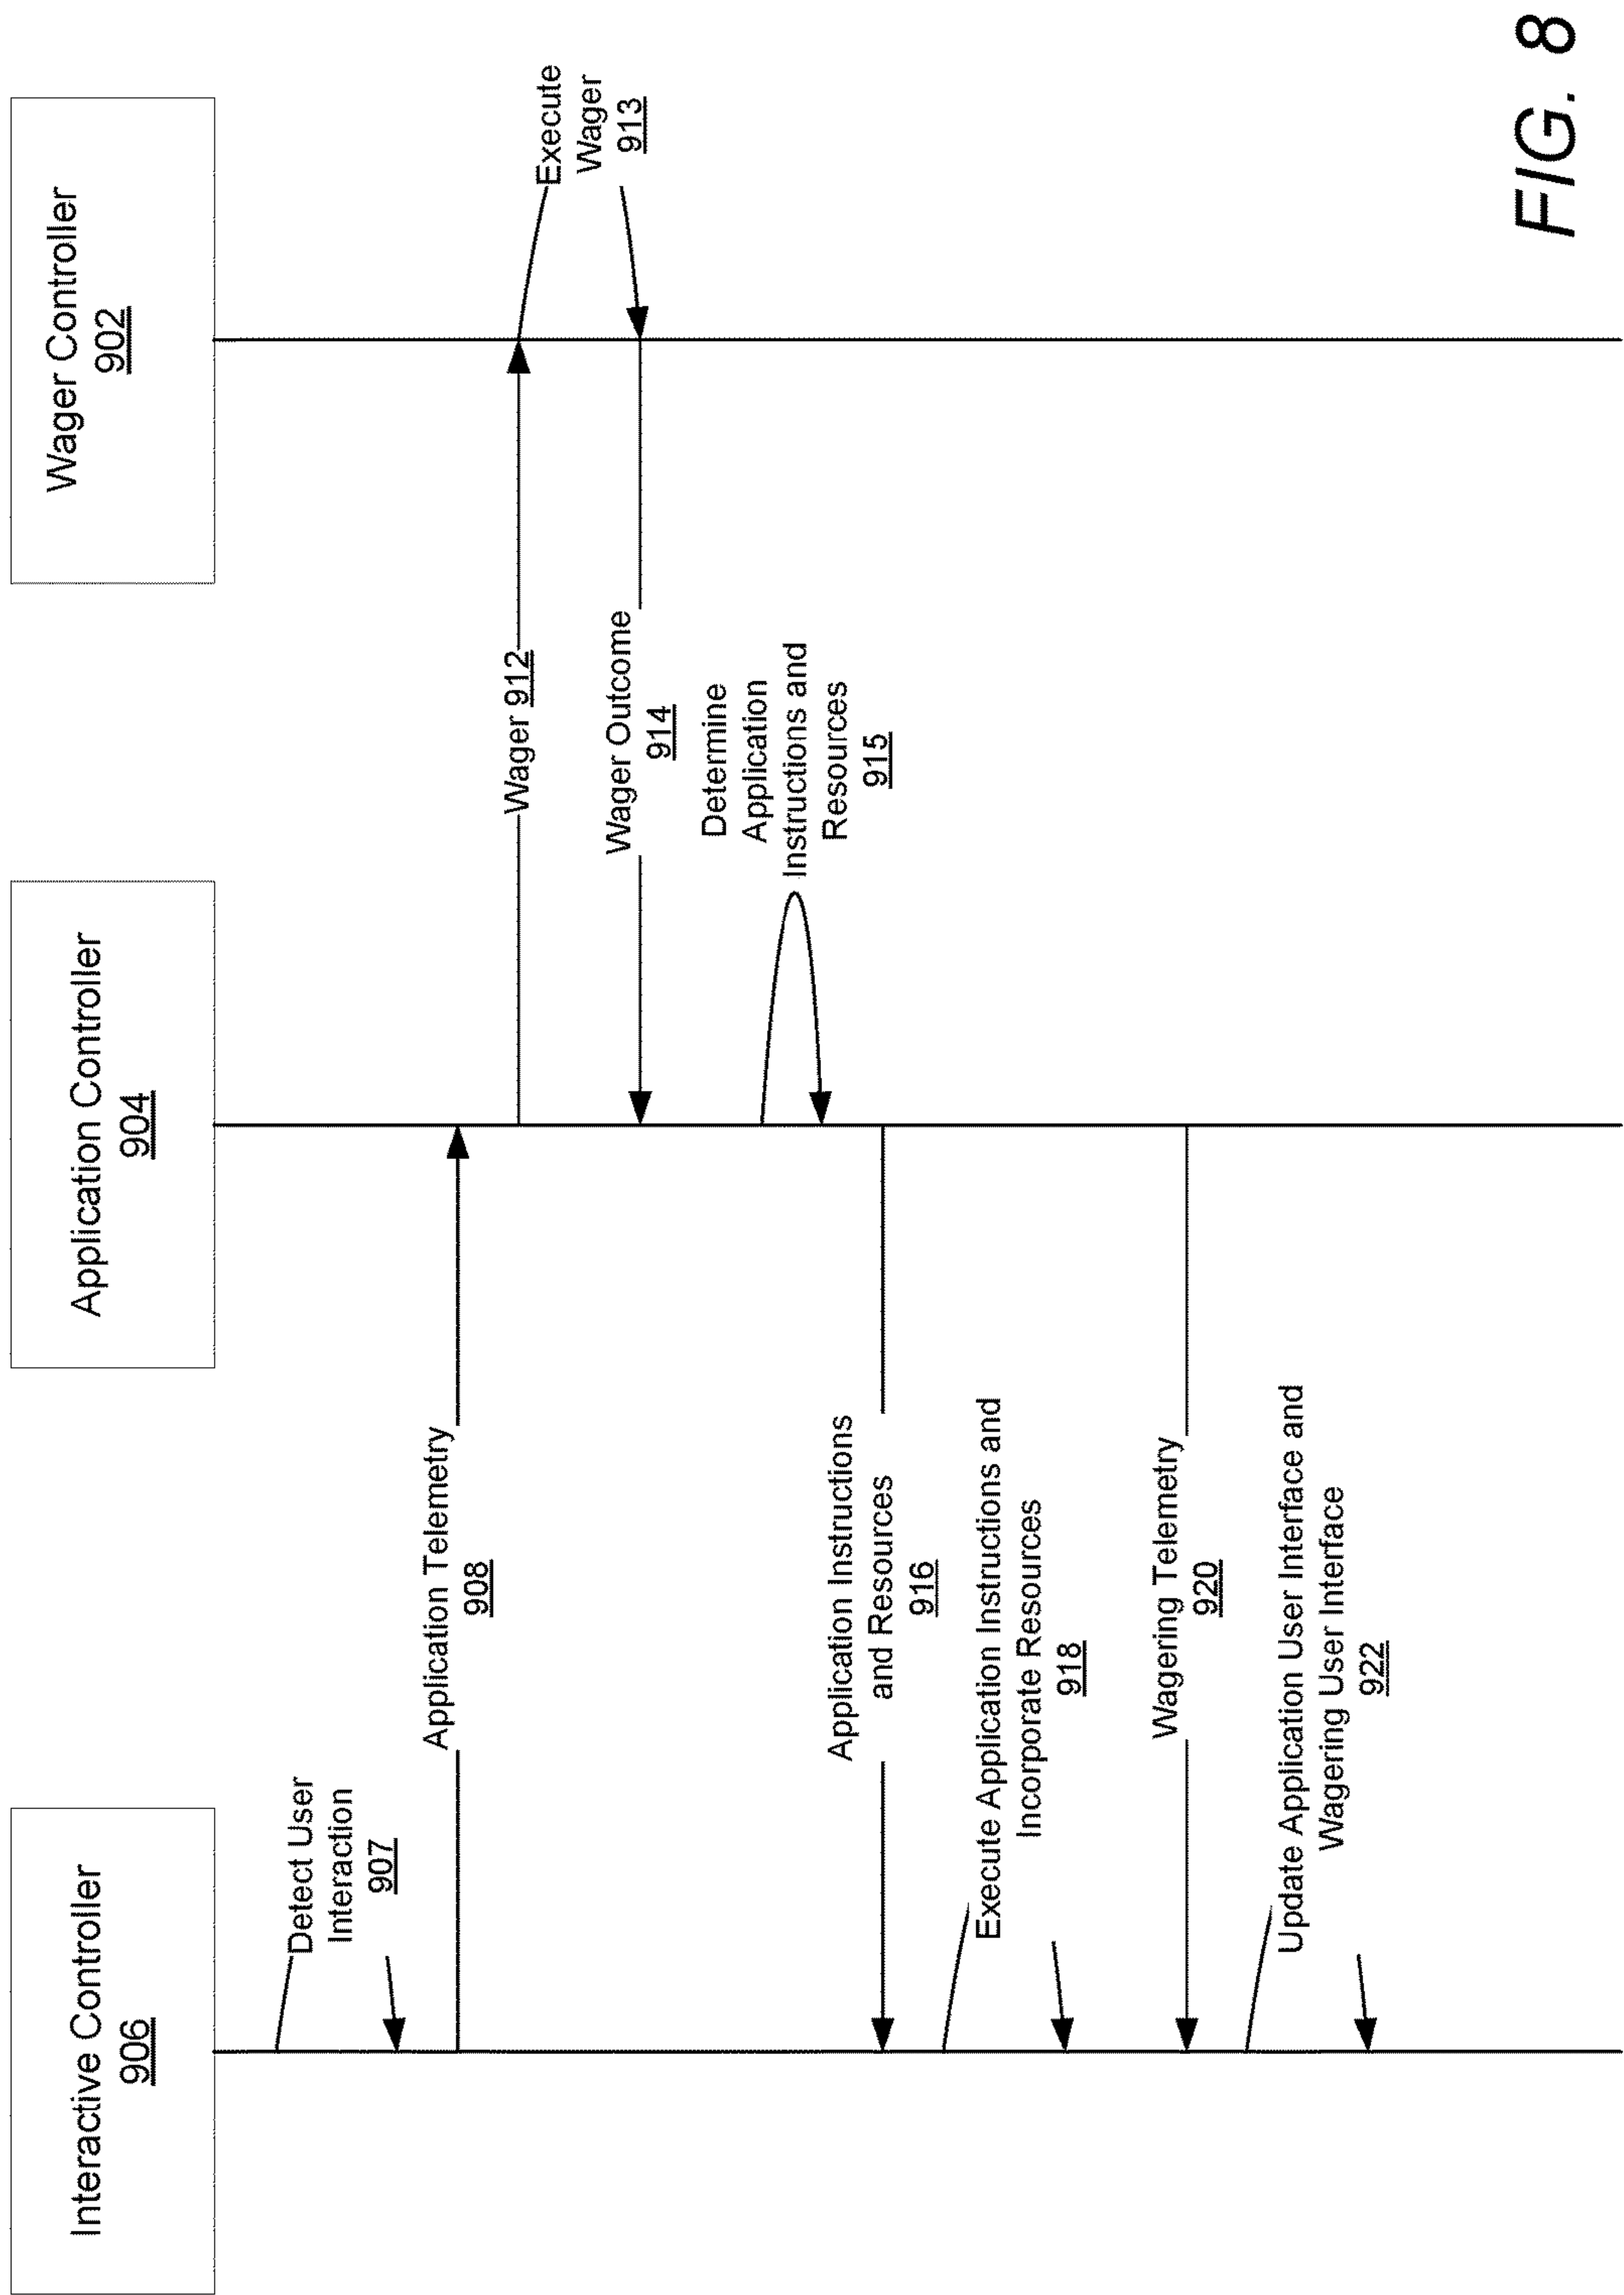 Interactive Controller
906
Application Controller
904
Wager Controller
902
Detect User
Interaction
907
Application Telemetry
908
Wager 912
Execute
Wager
913
Wager Outcome
914
Determine
Application
Instructions and
Resources
915
Application Instructions
and Resources
916
Execute Application Instructions and
Incorporate Resources
918
Wagering Telemetry
920
Update Application User Interface and
Wagering User Interface
922
FIG. 8